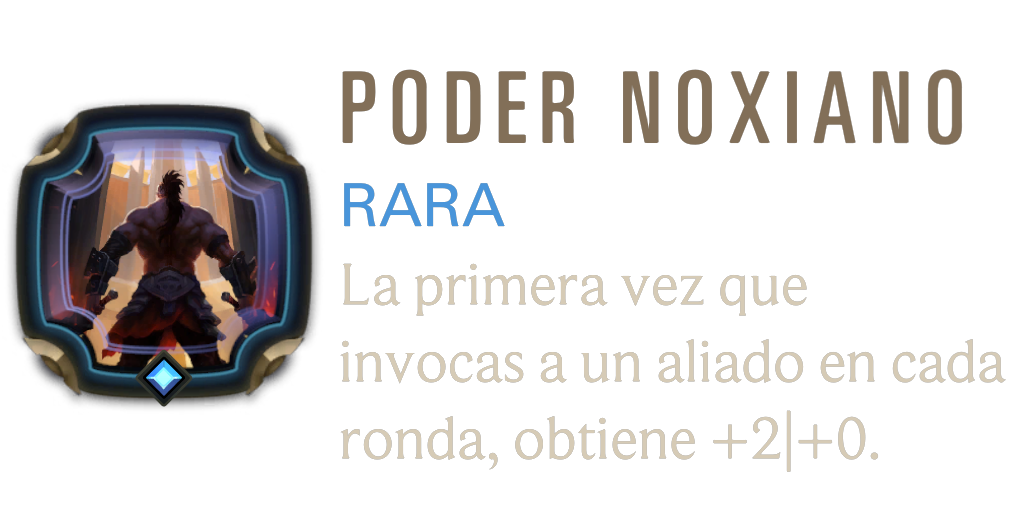 PODER NOXIANO
RARA
La primera vez que
invocas a un aliado en cada
ronda, obtiene +2|+0.